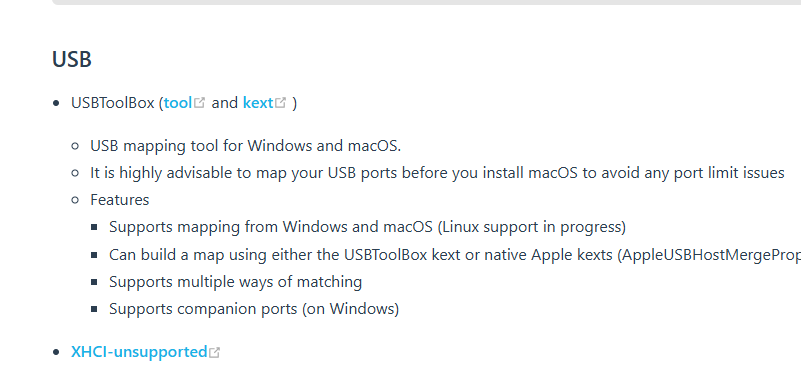 USB
USBToolBox (tool and kext )
USB mapping tool for Windows and macOS.
It is highly advisable to map your USB ports before you install macOS to avoid any port limit issues
Features
Supports mapping from Windows and macOS (Linux support in progress)
Can build a map using either the USBToolBox kext or native Apple kexts (AppleUSBHostMergeProp
Supports multiple ways of matching
Supports companion ports (on Windows)
XHCI-unsupported